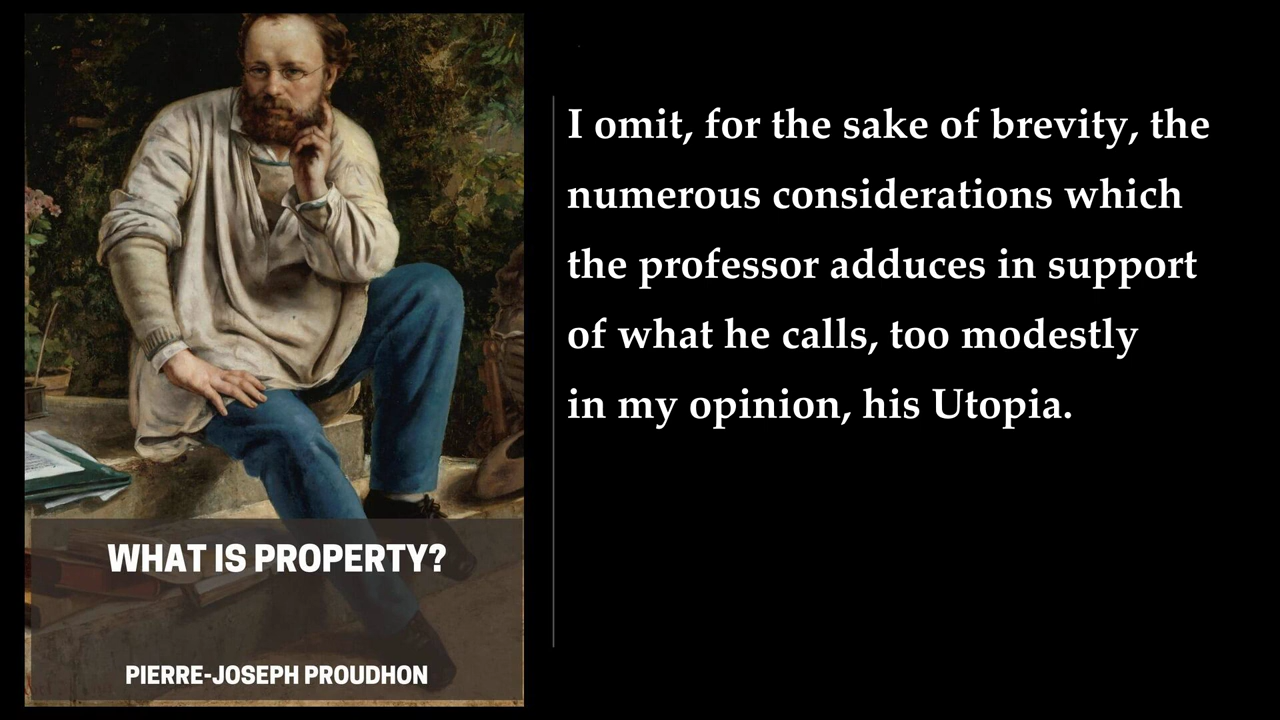 WHAT IS PROPERTY?
PIERRE-JOSEPH PROUDHON
I omit, for the sake of brevity, the
numerous considerations which
the professor adduces in support
of what he calls, too modestly
in my opinion, his Utopia.